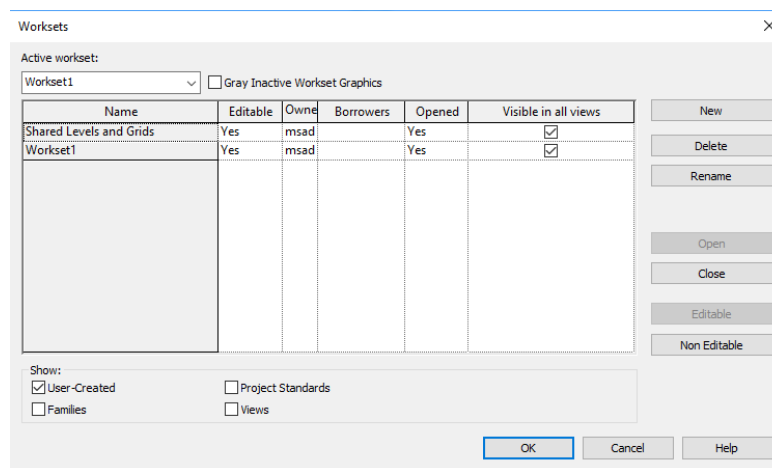 Worksets
Active workset:
Workset1 Gray Inactive Workset Graphics
Name Editable Owne Borrowers Opened Visible in all views
Shared Levels and Grids Yes msad Yes
Workset1 Yes msad Yes
New
Delete
Rename
Open
Close
Editable
Non Editable
Show:
User-Created Project Standards
Families Views
OK Cancel Help